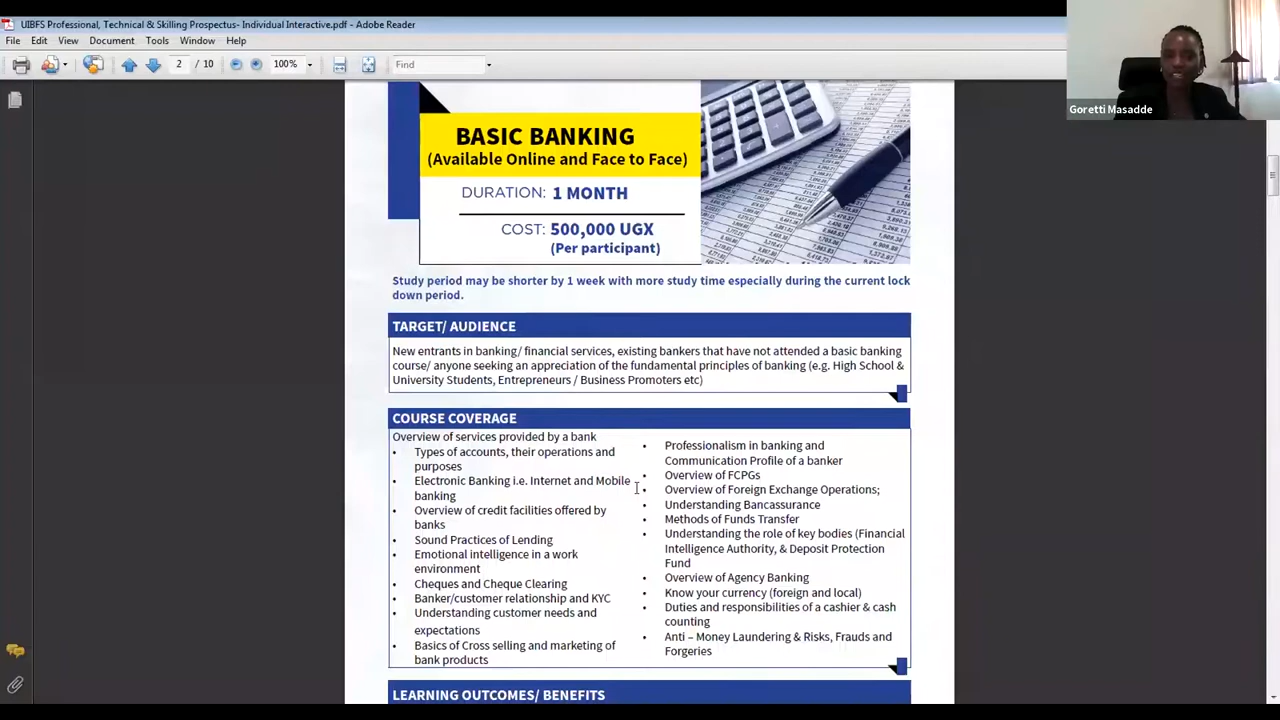 UIBFS Professional, Technical & Skilling Prospectus- Individual Interactive.pdf - Adobe Reader
File Edit View Document Tools Window Help
2 / 10 100% Find
Goretti Masadde
BASIC BANKING
(Available Online and Face to Face)
DURATION: 1 MONTH
COST: 500,000 UGX
(Per participant)
Study period may be shorter by 1 week with more study time especially during the current lock
down period.
TARGET/ AUDIENCE
New entrants in banking/ financial services, existing bankers that have not attended a basic banking
course/ anyone seeking an appreciation of the fundamental principles of banking (e.g. High School &
University Students, Entrepreneurs / Business Promoters etc)
COURSE COVERAGE
Overview of services provided by a bank
• Types of accounts, their operations and
purposes
• Electronic Banking i.e. Internet and Mobile
banking
• Overview of credit facilities offered by
banks
• Sound Practices of Lending
• Emotional intelligence in a work
environment
• Cheques and Cheque Clearing
• Banker/customer relationship and KYC
• Understanding customer needs and
expectations
• Basics of Cross selling and marketing of
bank products
• Professionalism in banking and
Communication Profile of a banker
• Overview of FCPGs
• Overview of Foreign Exchange Operations;
• Understanding Bancassurance
• Methods of Funds Transfer
• Understanding the role of key bodies (Financial
Intelligence Authority, & Deposit Protection
Fund
• Overview of Agency Banking
• Know your currency (foreign and local)
• Duties and responsibilities of a cashier & cash
counting
• Anti – Money Laundering & Risks, Frauds and
Forgeries
LEARNING OUTCOMES/ BENEFITS